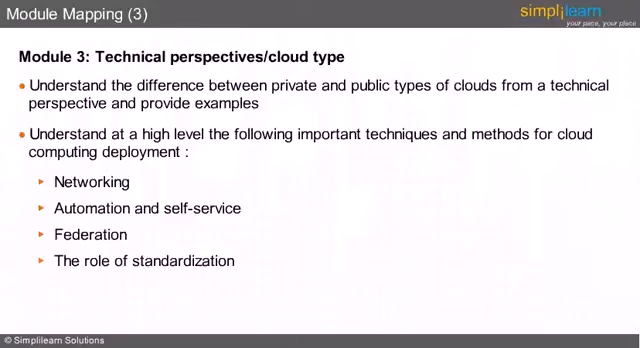 Module Mapping (3)
simplilearn
your pace, your place
Module 3: Technical perspectives/cloud type
Understand the difference between private and public types of clouds from a technical
perspective and provide examples
Understand at a high level the following important techniques and methods for cloud
computing deployment :
Networking
Automation and self-service
Federation
The role of standardization
© Simplilearn Solutions